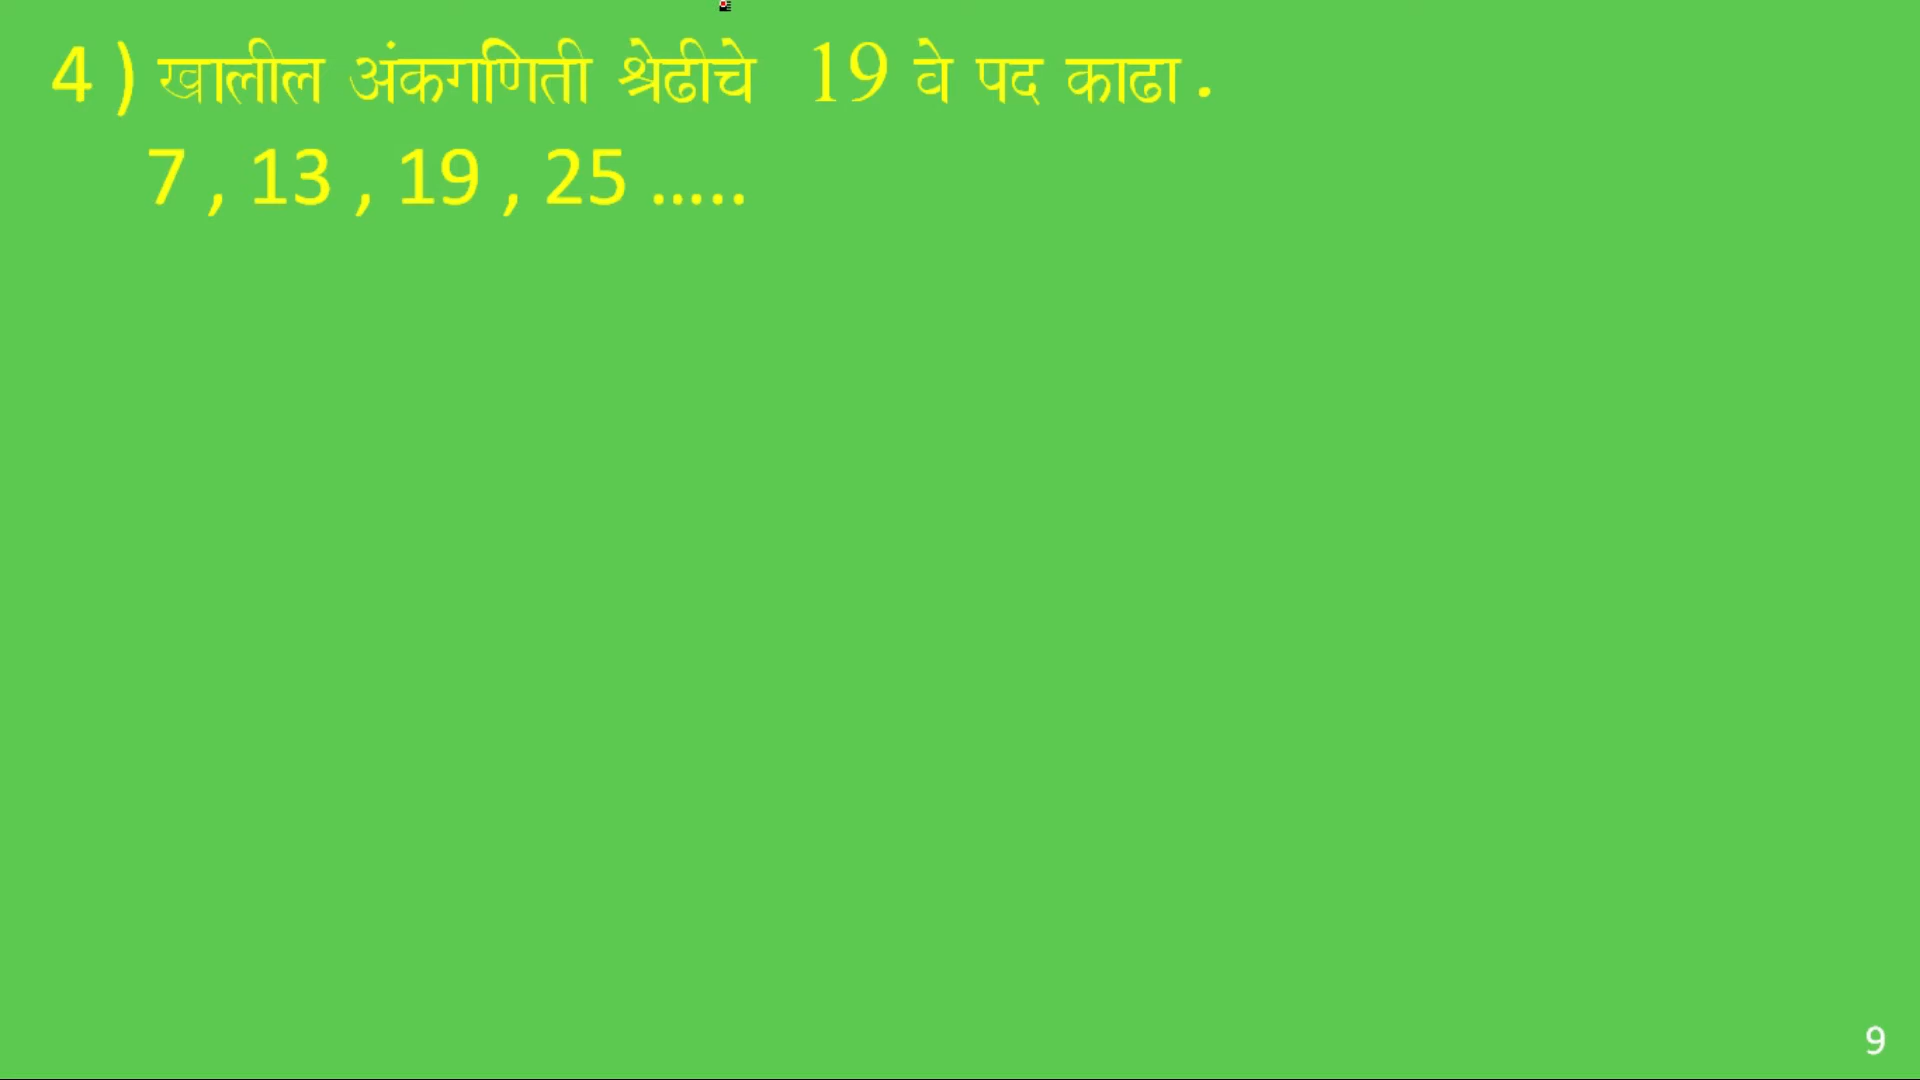 4 ) खालील अंकगणिती श्रेढीचे 19 वे पद काढा .
7 , 13 , 19 , 25 .....
9